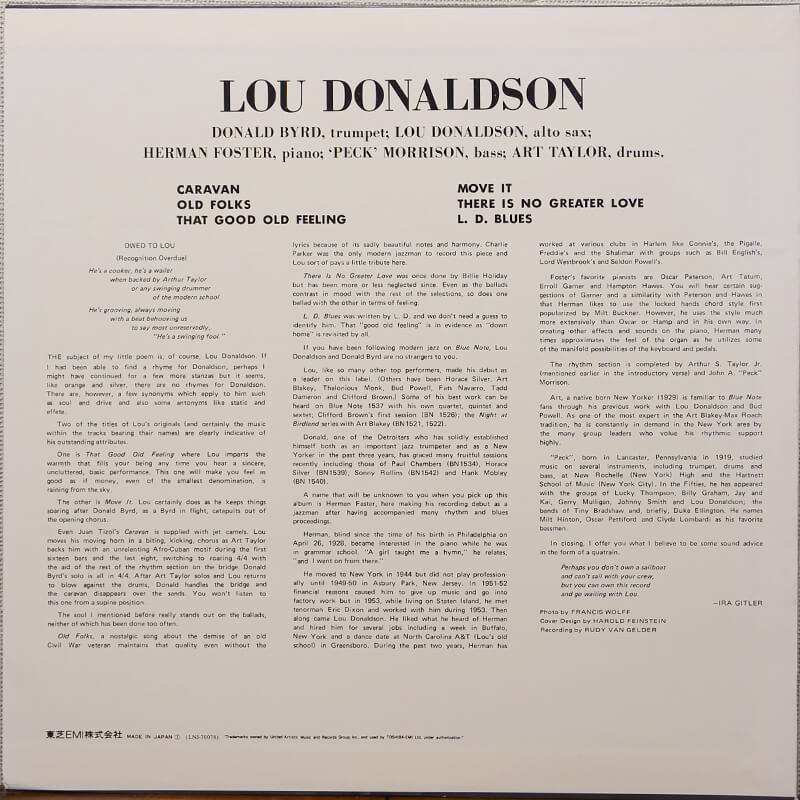 LOU DONALDSON
DONALD BYRD, trumpet; LOU DONALDSON, alto sax;
HERMAN FOSTER, piano; 'PECK' MORRISON, bass; ART TAYLOR, drums.
CARAVAN
OLD FOLKS
THAT GOOD OLD FEELING
MOVE IT
THERE IS NO GREATER LOVE
L. D. BLUES
OWED TO LOU
(Recognition Overdue)
He's a cooker, he's a wailer
when backed by Arthur Taylor
or any swinging drummer
of the modern school.
He's grooving, always moving
with a beat behooving us
to say most unreservedly,
"He's a swinging fool."
THE subject of my little poem is, of course, Lou Donaldson. If
I had been able to find a rhyme for Donaldson, perhaps I
might have continued for a few more stanzas but it seems,
like orange and silver, there are no rhymes for Donaldson.
There are, however, a few synonyms which apply to him such
as soul and drive and also some antonyms like static and
effete.
Two of the titles of Lou's originals (and certainly the music
within the tracks bearing their names) are clearly indicative of
his outstanding attributes.
One is That Good Old Feeling where Lou imparts the
warmth that fills your being any time you hear a sincere,
uncluttered, basic performance. This one will make you feel as
good as if money, even of the smallest denomination, is
raining from the sky.
The other is Move It. Lou certainly does as he keeps things
soaring after Donald Byrd, as a Byrd in flight, catapults out of
the opening chorus.
Even Juan Tizol's Caravan is supplied with jet camels. Lou
moves his moving horn in a biting, kicking, chorus as Art Taylor
backs him with an unrelenting Afro-Cuban motif during the first
sixteen bars and the last eight, switching to roaring 4/4 with
the aid of the rest of the rhythm section on the bridge. Donald
Byrd's solo is all in 4/4. After Art Taylor solos and Lou returns
to blow against the drums, Donald handles the bridge and
the caravan disappears over the sands. You won't listen to
this one from a supine position.
The soul I mentioned before really stands out on the ballads,
neither of which has been done too often.
Old Folks, a nostalgic song about the demise of an old
Civil War veteran maintains that quality even without the
lyrics because of its sadly beautiful notes and harmony. Charlie
Parker was the only modern jazzman to record this piece and
Lou sort of pays a little tribute here.
There Is No Greater Love was once done by Billie Holiday
but has been more or less neglected since. Even as the ballads
contrast in mood with the rest of the selections, so does one
ballad with the other in terms of feeling.
L. D. Blues was written by L. D. and we don't need a guess to
identify him. That "good old feeling" is in evidence as "down
home" is revisited by all.
If you have been following modern jazz on Blue Note, Lou
Donaldson and Donald Byrd are no strangers to you.
Lou, like so many other top performers, made his debut as
a leader on this label. (Others have been Horace Silver, Art
Blakey, Thelonious Monk, Bud Powell, Fats Navarro, Tadd
Dameron and Clifford Brown.) Some of his best work can be
heard on Blue Note 1537 with his own quartet, quintet and
sextet; Clifford Brown's first session (BN 1526); the Night at
Birdland series with Art Blakey (BN1521, 1522).
Donald, one of the Detroiters who has solidly established
himself both as an important jazz trumpeter and as a New
Yorker in the past three years, has graced many fruitful sessions
recently including those of Paul Chambers (BN1534), Horace
Silver (BN1539), Sonny Rollins (BN1542) and Hank Mobley
(BN 1540).
A name that will be unknown to you when you pick up this
album is Herman Foster, here making his recording debut as a
jazzman after having accompanied many rhythm and blues
proceedings.
Herman, blind since the time of his birth in Philadelphia on
April 26, 1928, became interested in the piano while he was
in grammar school. "A girl taught me a hymn," he relates,
"and I went on from there."
He moved to New York in 1944 but did not play profession-
ally until 1949-50 in Asbury Park, New Jersey. In 1951-52
financial reasons caused him to give up music and go into
factory work but in 1953, while living on Staten Island, he met
tenorman Eric Dixon and worked with him during 1953. Then
along came Lou Donaldson. He liked what he heard of Herman
and hired him for several jobs including a week in Buffalo,
New York and a dance date at North Carolina A&T (Lou's old
school) in Greensboro. During the past two years, Herman has
worked at various clubs in Harlem like Connie's, the Pigalle,
Freddie's and the Shalimar with groups such as Bill English's,
Lord Westbrook's and Seldon Powell's.
Foster's favorite pianists are Oscar Peterson, Art Tatum,
Erroll Garner and Hampton Hawes. You will hear certain sug-
gestions of Garner and a similarity with Peterson and Hawes in
that Herman likes to use the locked hands chord style first
popularized by Milt Buckner. However, he uses the style much
more extensively than Oscar or Hamp and in his own way. In
creating other effects and sounds on the piano, Herman many
times approximates the feel of the organ as he utilizes some
of the manifold possibilities of the keyboard and pedals.
The rhythm section is completed by Arthur S. Taylor Jr.
(mentioned earlier in the introductory verse) and John A. "Peck"
Morrison.
Art, a native born New Yorker (1929) is familiar to Blue Note
fans through his previous work with Lou Donaldson and Bud
Powell. As one of the most expert in the Art Blakey-Max Roach
tradition, he is constantly in demand in the New York area by
the many group leaders who value his rhythmic support
highly.
"Peck", born in Lancaster, Pennsylvania in 1919, studied
music on several instruments, including trumpet, drums and
bass, at New Rochelle (New York) High and the Hartnett
School of Music (New York City). In the Fifties, he has appeared
with the groups of Lucky Thompson, Billy Graham, Jay and
Kai, Gerry Mulligan, Johnny Smith and Lou Donaldson; the
bands of Tiny Bradshaw and, briefly, Duke Ellington. He names
Milt Hinton, Oscar Pettiford and Clyde Lombardi as his favorite
bassmen.
In closing, I offer you what I believe to be some sound advice
in the form of a quatrain.
Perhaps you don't own a sailboat
and can't sail with your crew,
but you can own this record
and go wailing with Lou.
—IRA GITLER
Photo by FRANCIS WOLFF
Cover Design by HAROLD FEINSTEIN
Recording by RUDY VAN GELDER
東芝EMI株式会社 MADE IN JAPAN ① (LNJ-70078) "Trademarks owned by United Artists Music and Records Group Inc., and used by TOSHIBA-EMI Ltd. under authorization"